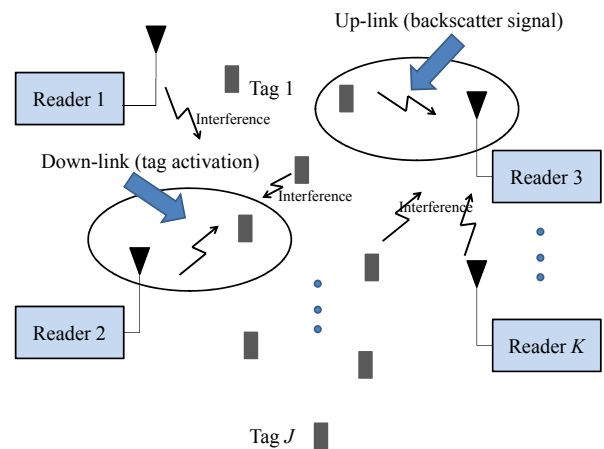 Up-link (backscatter signal)
Reader 1
Tag 1
Interference
Down-link (tag activation)
Reader 3
Interference
Interference
Reader 2
Reader K
Tag J